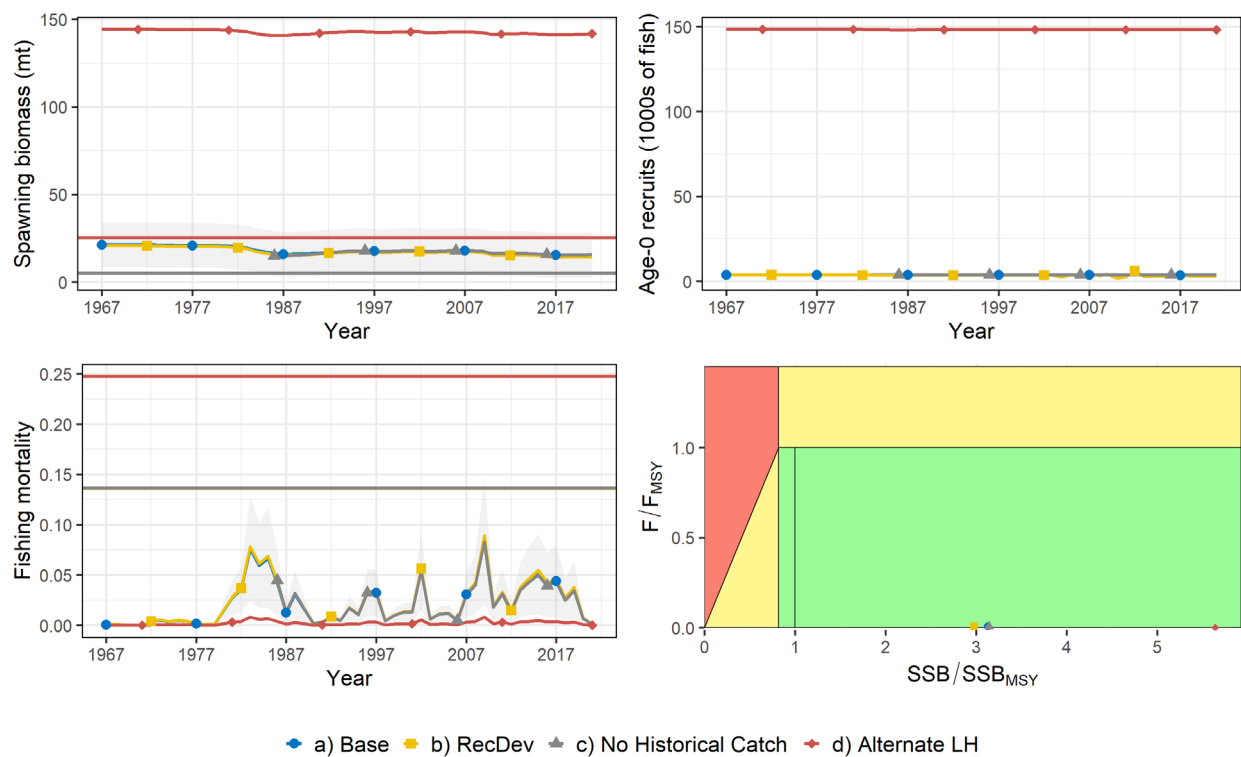 Spawning biomass (mt)
150
100
50
0
1967 1977 1987 1997 2007 2017
Year
Age-0 recruits (1000s of fish)
150
100
50
0
1967 1977 1987 1997 2007 2017
Year
Fishing mortality
0.25
0.20
0.15
0.10
0.05
0.00
1967 1977 1987 1997 2007 2017
Year
F/F_MSY
1.0
0.5
0.0
0 1 2 3 4 5
SSB/SSB_MSY
a) Base b) RecDev c) No Historical Catch d) Alternate LH